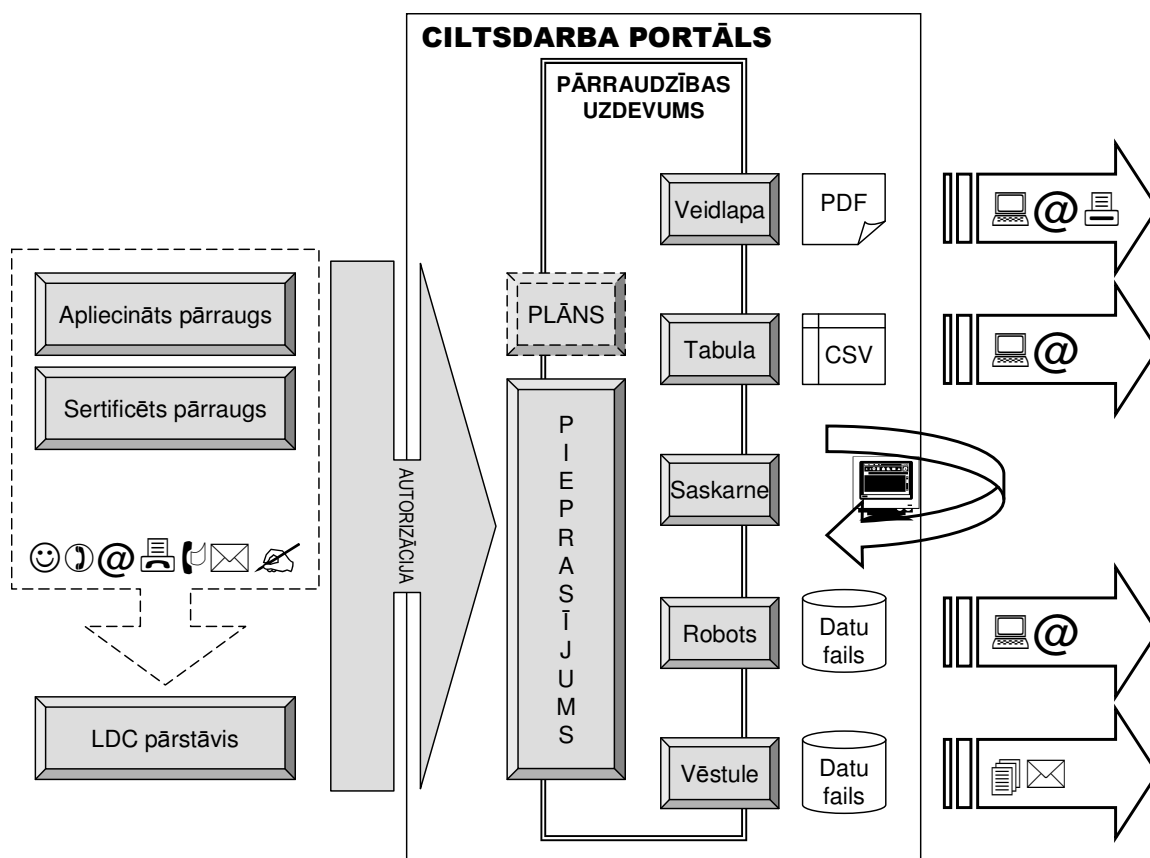 CILTSDARBA PORTĀLS
PĀRRAUDZĪBAS
UZDEVUMS
Veidlapa
PDF
@
Apliecināts pārraugs
PLĀNS
Tabula
CSV
@
Sertificēts pārraugs
PIEPRASĪJUMS
Saskarne
AUTORIZĀCIJA
@
Robots
Datu
fails
@
LDC pārstāvis
Vēstule
Datu
fails